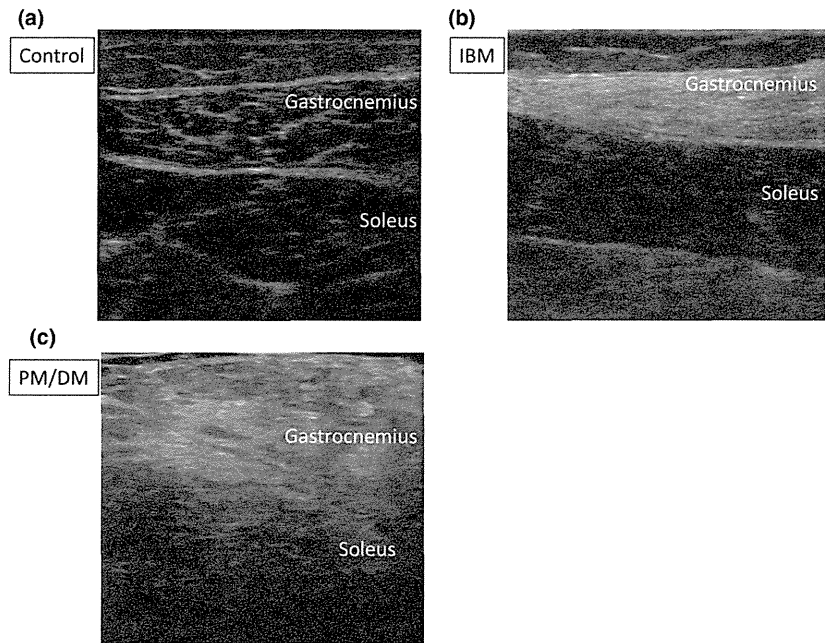 (a)
Control
Gastrocnemius
Soleus
(b)
IBM
Gastrocnemius
Soleus
(c)
PM/DM
Gastrocnemius
Soleus